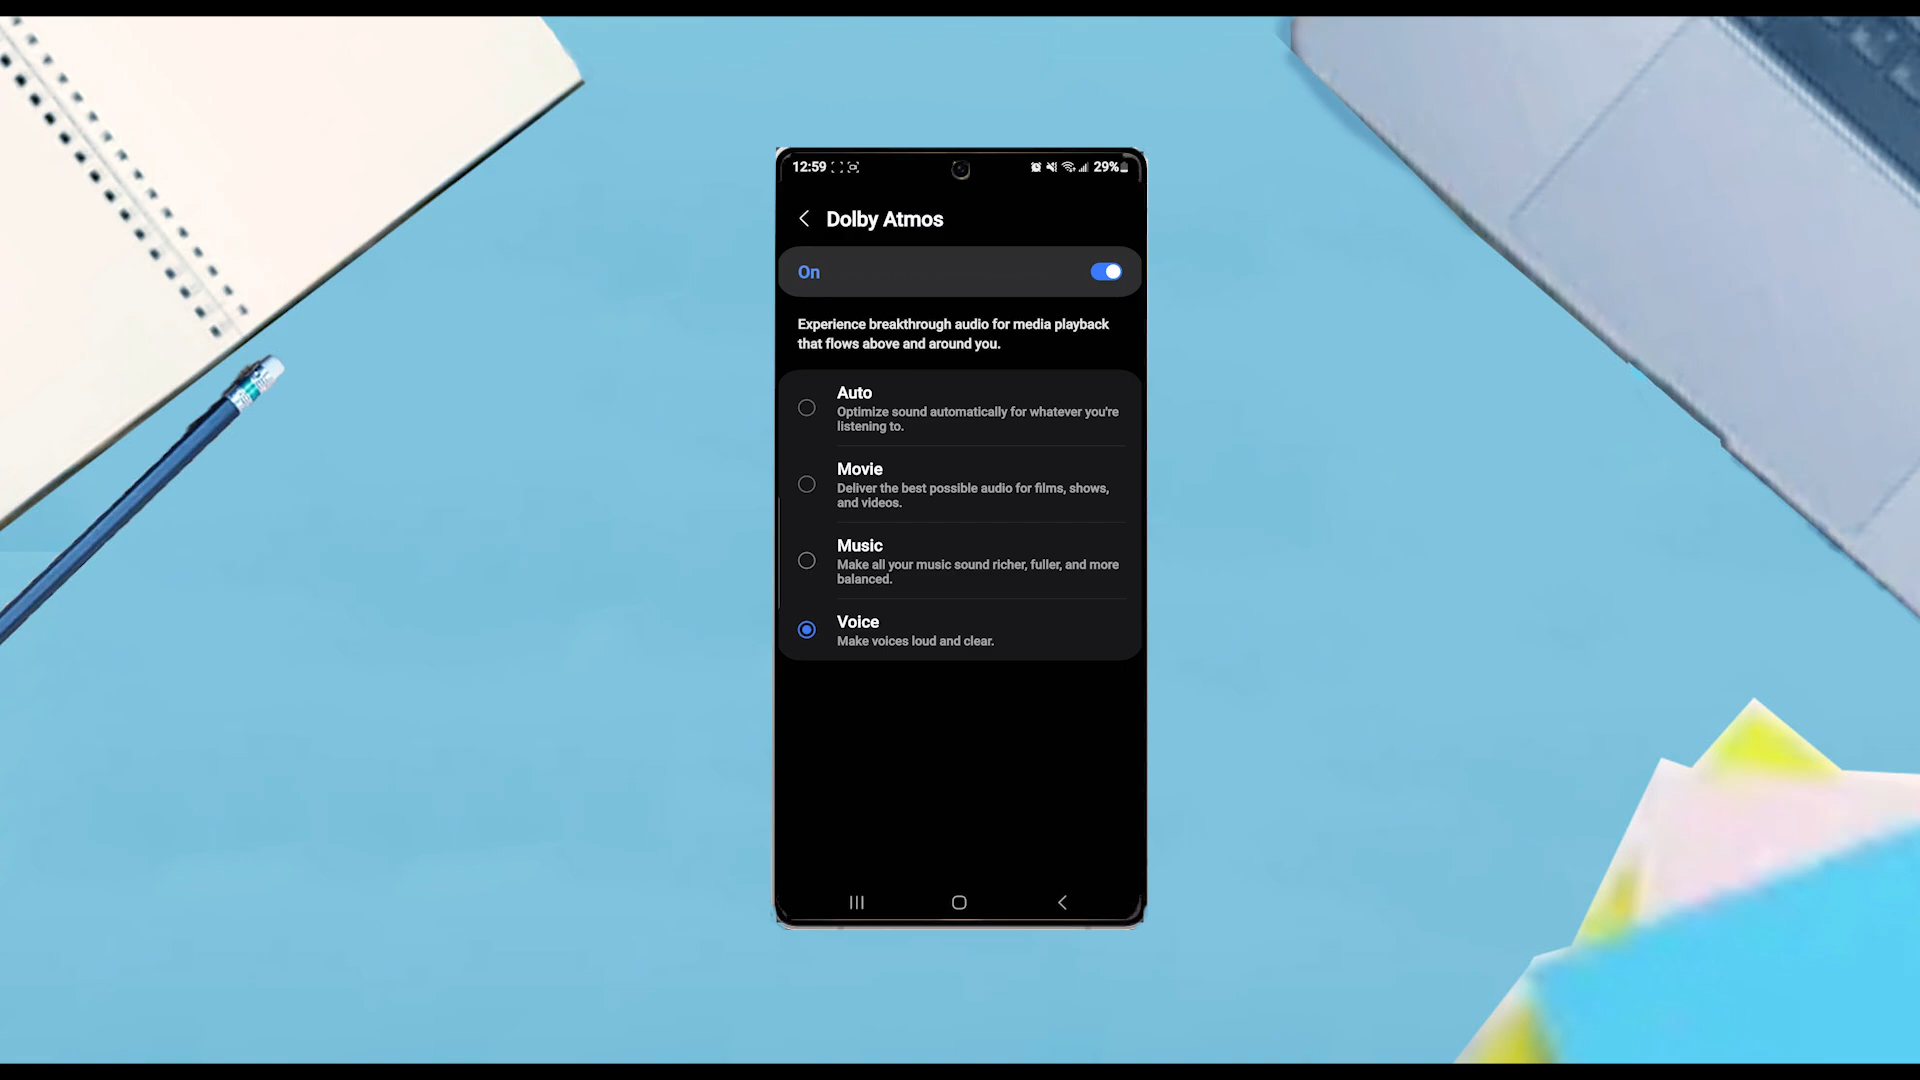 12:59
29%
Dolby Atmos
On
Experience breakthrough audio for media playback
that flows above and around you.
Auto
Optimize sound automatically for whatever you're
listening to.
Movie
Deliver the best possible audio for films, shows,
and videos.
Music
Make all your music sound richer, fuller, and more
balanced.
Voice
Make voices loud and clear.